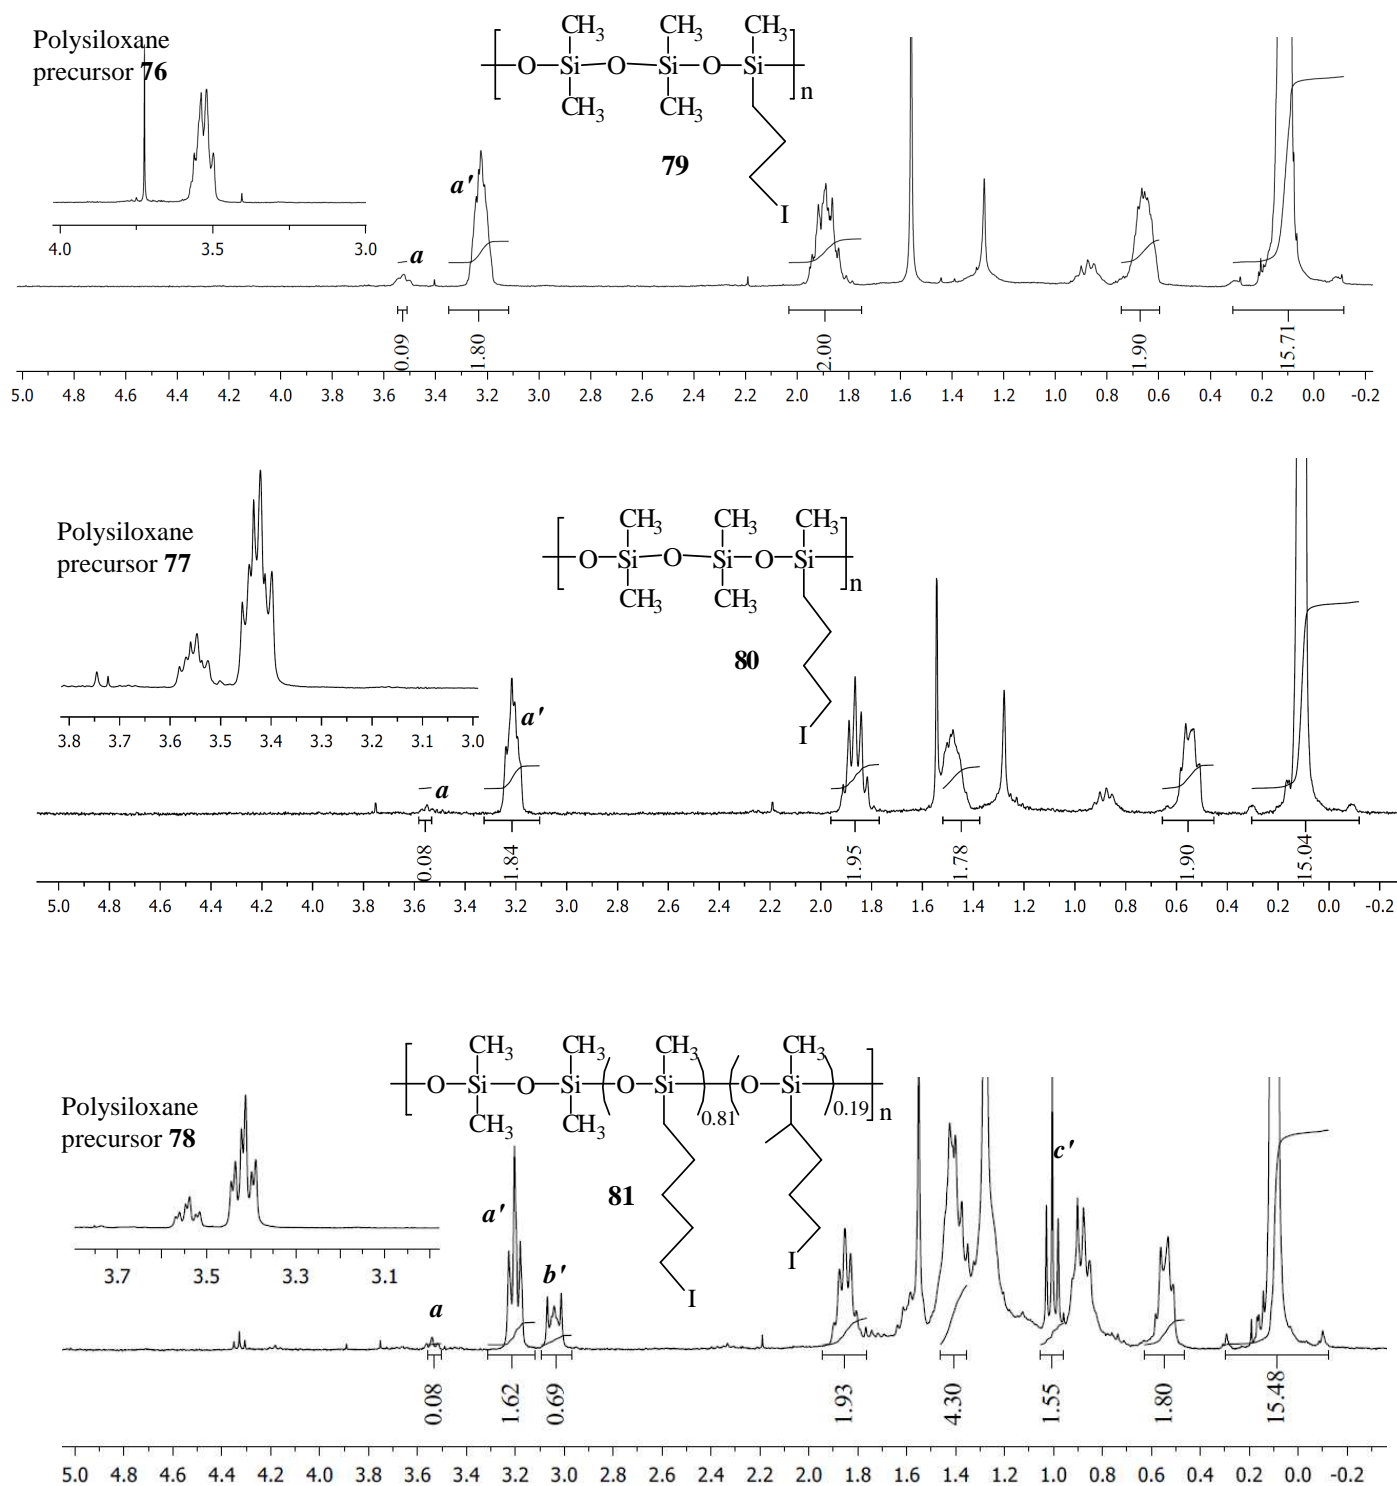 Polysiloxane
precursor 76
CH3 CH3 CH3
O Si O Si O Si
n
CH3 CH3
79
I
a'
a
4.0 3.5 3.0
0.09 1.80 2.00 1.90 15.71
5.0 4.8 4.6 4.4 4.2 4.0 3.8 3.6 3.4 3.2 3.0 2.8 2.6 2.4 2.2 2.0 1.8 1.6 1.4 1.2 1.0 0.8 0.6 0.4 0.2 0.0 -0.2
Polysiloxane
precursor 77
CH3 CH3 CH3
O Si O Si O Si
n
CH3 CH3
80
I
a'
a
3.8 3.7 3.6 3.5 3.4 3.3 3.2 3.1 3.0
0.08 1.84 1.95 1.78 1.90 15.04
5.0 4.8 4.6 4.4 4.2 4.0 3.8 3.6 3.4 3.2 3.0 2.8 2.6 2.4 2.2 2.0 1.8 1.6 1.4 1.2 1.0 0.8 0.6 0.4 0.2 0.0 -0.2
Polysiloxane
precursor 78
CH3 CH3 CH3 CH3
O Si O Si O Si O Si
0.81 0.19 n
CH3 CH3
81
I I
a'
b'
c'
a
3.7 3.5 3.3 3.1
0.08 1.62 0.69 1.93 4.30 1.55 1.80 15.48
5.0 4.8 4.6 4.4 4.2 4.0 3.8 3.6 3.4 3.2 3.0 2.8 2.6 2.4 2.2 2.0 1.8 1.6 1.4 1.2 1.0 0.8 0.6 0.4 0.2 0.0 -0.2